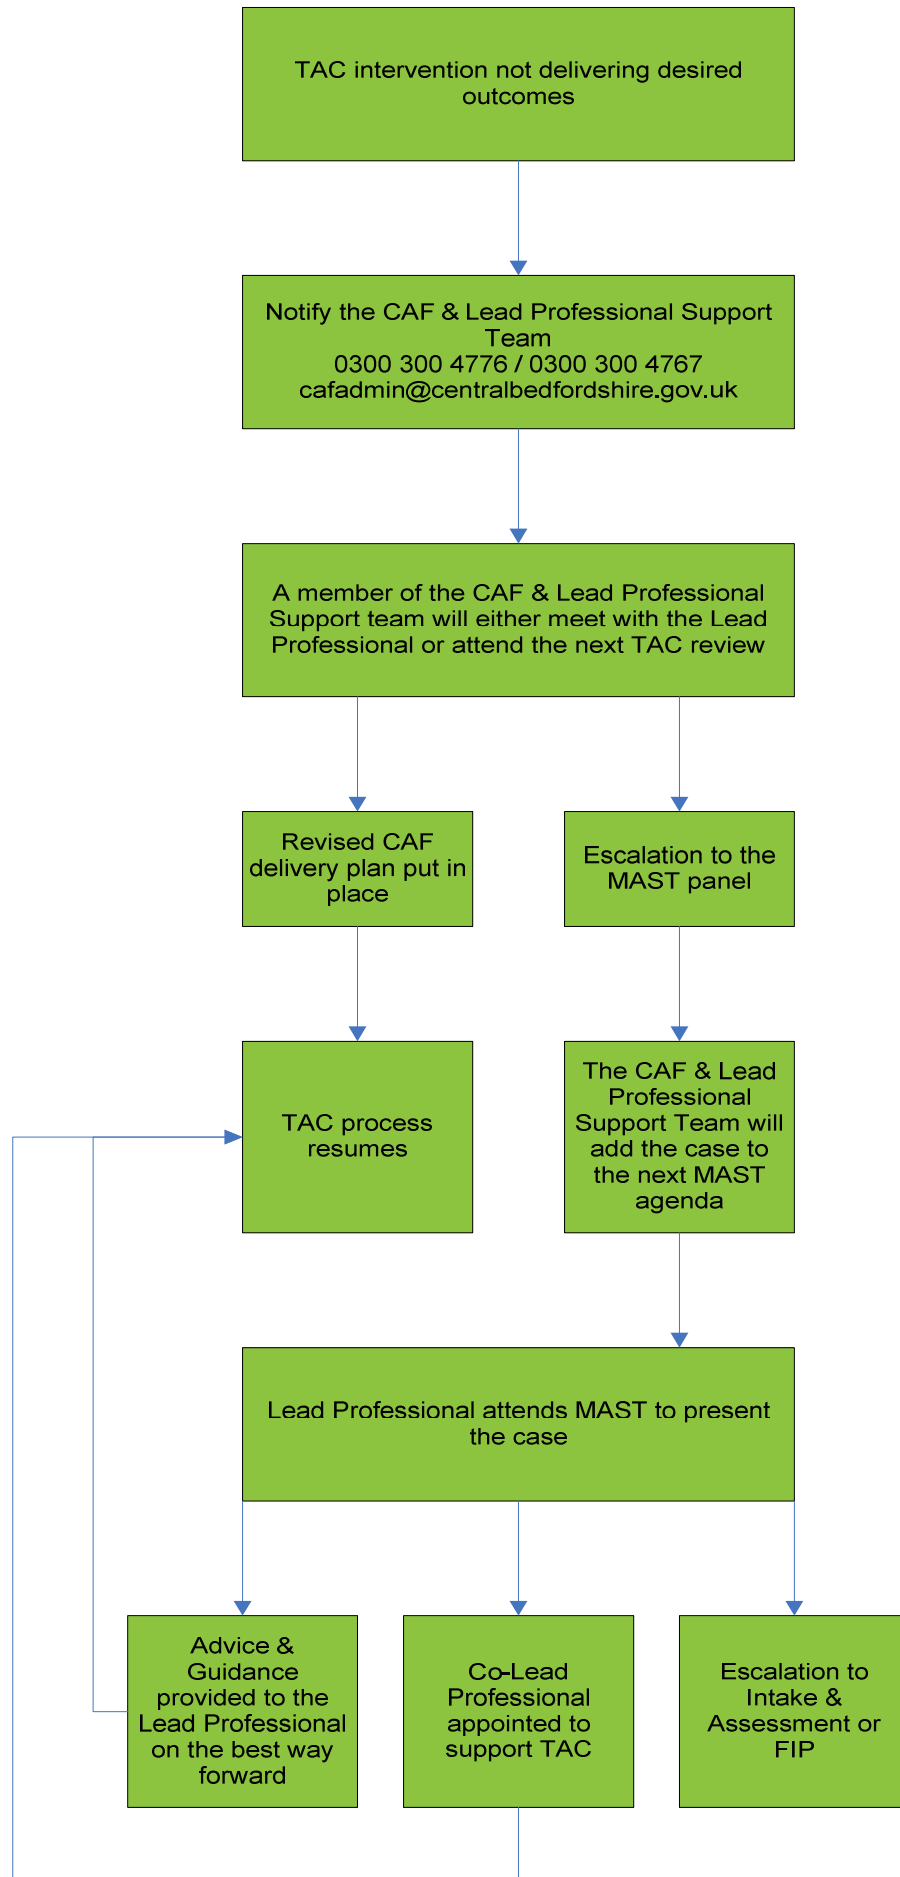 TAC intervention not delivering desired
outcomes
Notify the CAF & Lead Professional Support
Team
0300 300 4776 / 0300 300 4767
cafadmin@centralbedfordshire.gov.uk
A member of the CAF & Lead Professional
Support team will either meet with the Lead
Professional or attend the next TAC review
Revised CAF
delivery plan put in
place
Escalation to the
MAST panel
TAC process
resumes
The CAF & Lead
Professional
Support Team will
add the case to
the next MAST
agenda
Lead Professional attends MAST to present
the case
Advice &
Guidance
provided to the
Lead Professional
on the best way
forward
Co-Lead
Professional
appointed to
support TAC
Escalation to
Intake &
Assessment or
FIP